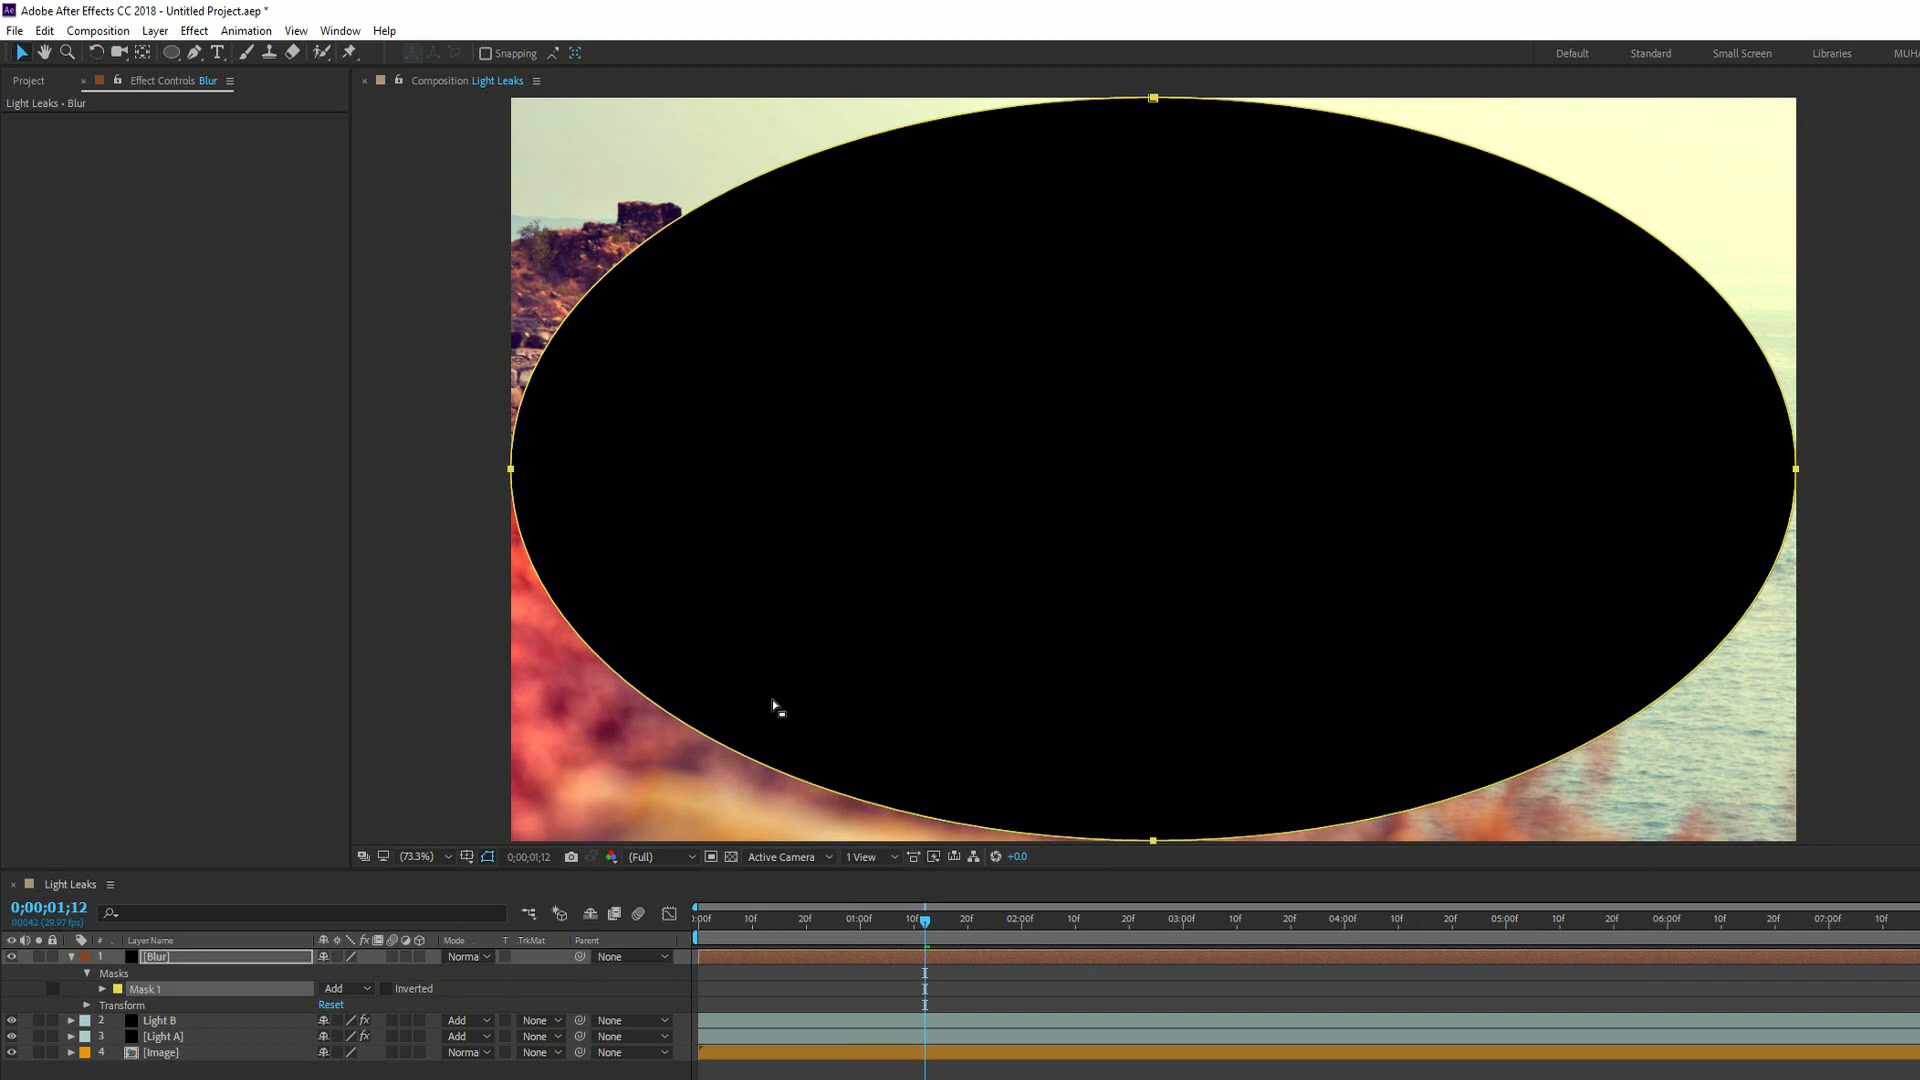 Adobe After Effects CC 2018 - Untitled Project.aep *
File Edit Composition Layer Effect Animation View Window Help
Snapping Default Standard Small Screen Libraries MUHA
Project × Effect Controls Blur × Composition Light Leaks
Light Leaks • Blur
(73.3%) 0;00;01;12 (Full) Active Camera 1 View +0.0
× Light Leaks
0;00;01;12
00042 (29.97 fps)
:00f 10f 20f 01:00f 10f 20f 02:00f 10f 20f 03:00f 10f 20f 04:00f 10f 20f 05:00f 10f 20f 06:00f 10f 20f 07:00f 10f
# Layer Name Mode T .TrkMat Parent
1 [Blur] Norma None
Masks
Mask 1 Add Inverted
Transform Reset
2 Light B fx Add None None
3 [Light A] fx Add None None
4 [Image] Norma None None